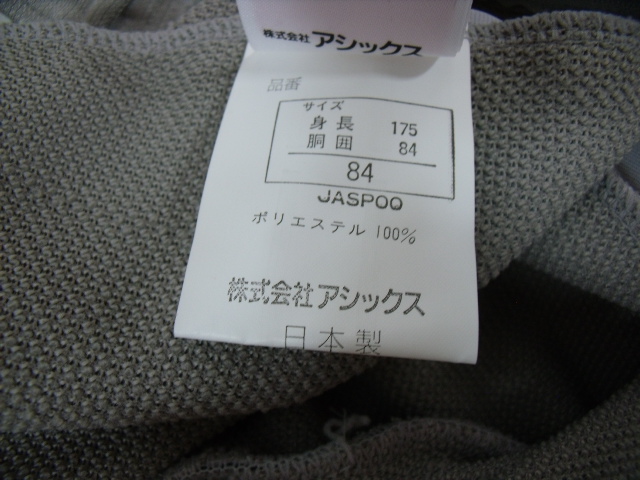 株式会社 アシックス
品番
サイズ
身長 175
胴囲 84
84
JASPOQ
ポリエステル 100%
株式会社 アシックス
日本製